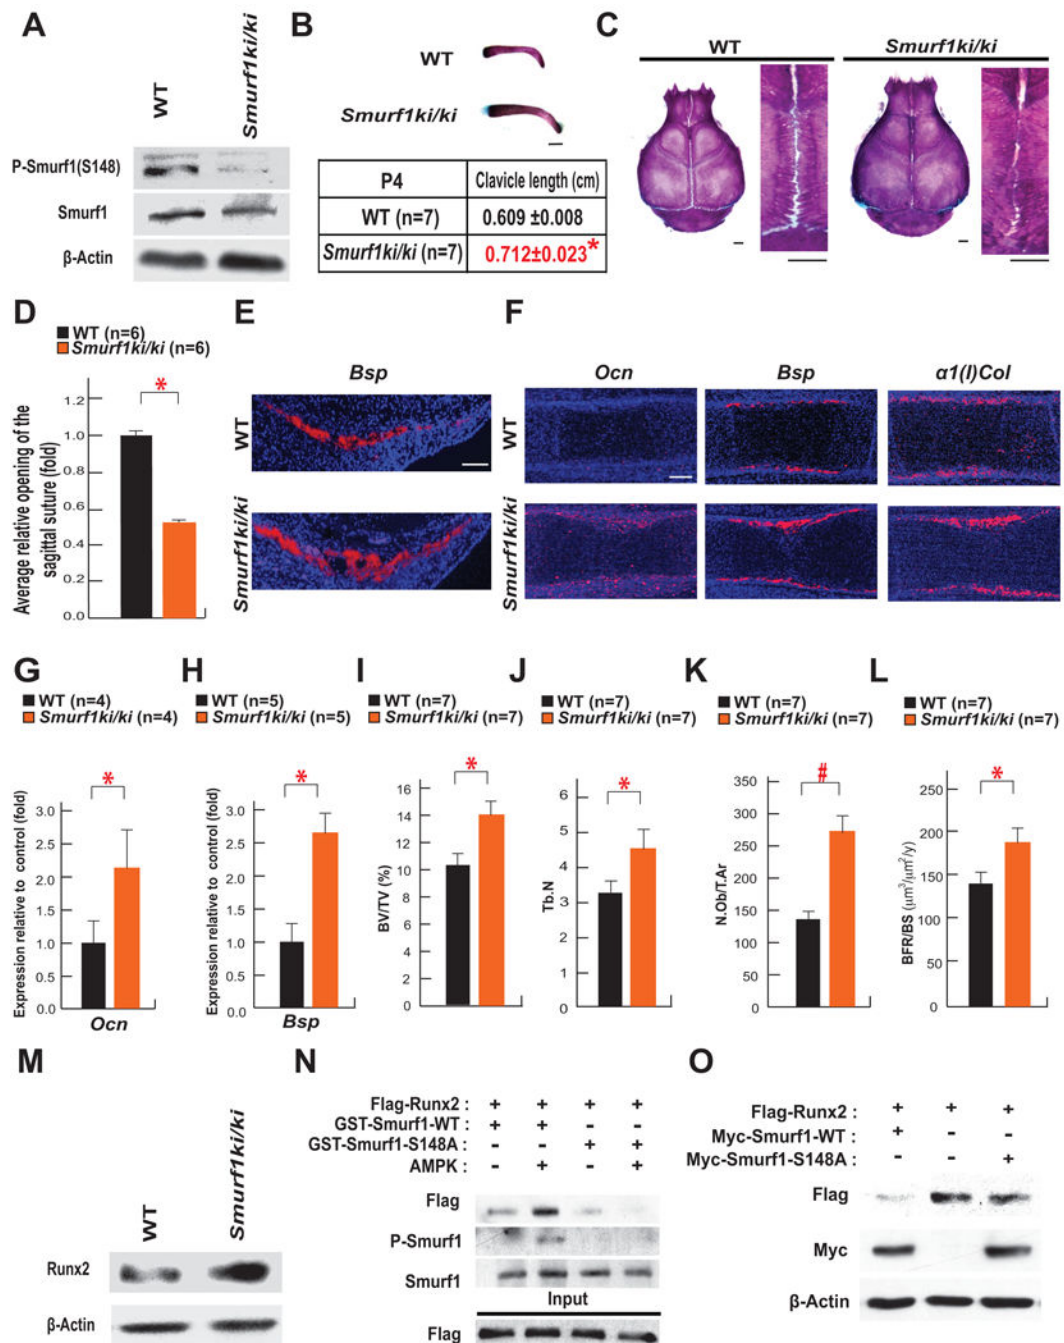 A
WT
Smurf1ki/ki
P-Smurf1(S148)
Smurf1
β-Actin
B
WT
Smurf1ki/ki
P4 Clavicle length (cm)
WT (n=7) 0.609 ±0.008
Smurf1ki/ki (n=7) 0.712±0.023*
C
WT Smurf1ki/ki
D
WT (n=6)
Smurf1ki/ki (n=6)
*
Average relative opening of the sagittal suture (fold)
1.2
1.0
0.8
0.6
0.4
0.2
0.0
E
Bsp
WT
Smurf1ki/ki
F
Ocn Bsp α1(I)Col
WT
Smurf1ki/ki
G
WT (n=4)
Smurf1ki/ki (n=4)
*
Expression relative to control (fold)
3.0
2.5
2.0
1.5
1.0
0.5
0.0
Ocn
H
WT (n=5)
Smurf1ki/ki (n=5)
*
Expression relative to control (fold)
3.0
2.5
2.0
1.5
1.0
0.5
0.0
Bsp
I
WT (n=7)
Smurf1ki/ki (n=7)
*
BV/TV (%)
16
14
12
10
8
6
4
2
0
J
WT (n=7)
Smurf1ki/ki (n=7)
*
Tb.N
6
5
4
3
2
0
K
WT (n=7)
Smurf1ki/ki (n=7)
#
N.Ob/T.Ar
350
300
250
200
150
100
50
0
L
WT (n=7)
Smurf1ki/ki (n=7)
*
BFR/BS (μm³/μm²/y)
250
200
150
100
50
0
M
WT
Smurf1ki/ki
Runx2
β-Actin
N
Flag-Runx2 : + + + +
GST-Smurf1-WT : + + - -
GST-Smurf1-S148A : - - + +
AMPK : - + - +
Flag
P-Smurf1
Smurf1
Input
Flag
O
Flag-Runx2 : + + +
Myc-Smurf1-WT : + - -
Myc-Smurf1-S148A : - - +
Flag
Myc
β-Actin